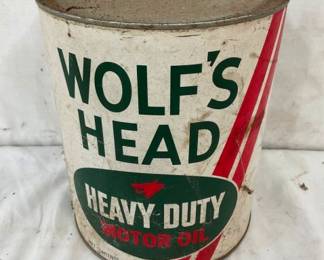 WOLF'S
HEAD
HEAVY DUTY
MOTOR OIL